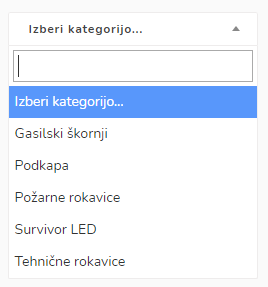 Izberi kategorijo...
Izberi kategorijo...
Gasilski škornji
Podkapa
Požarne rokavice
Survivor LED
Tehnične rokavice